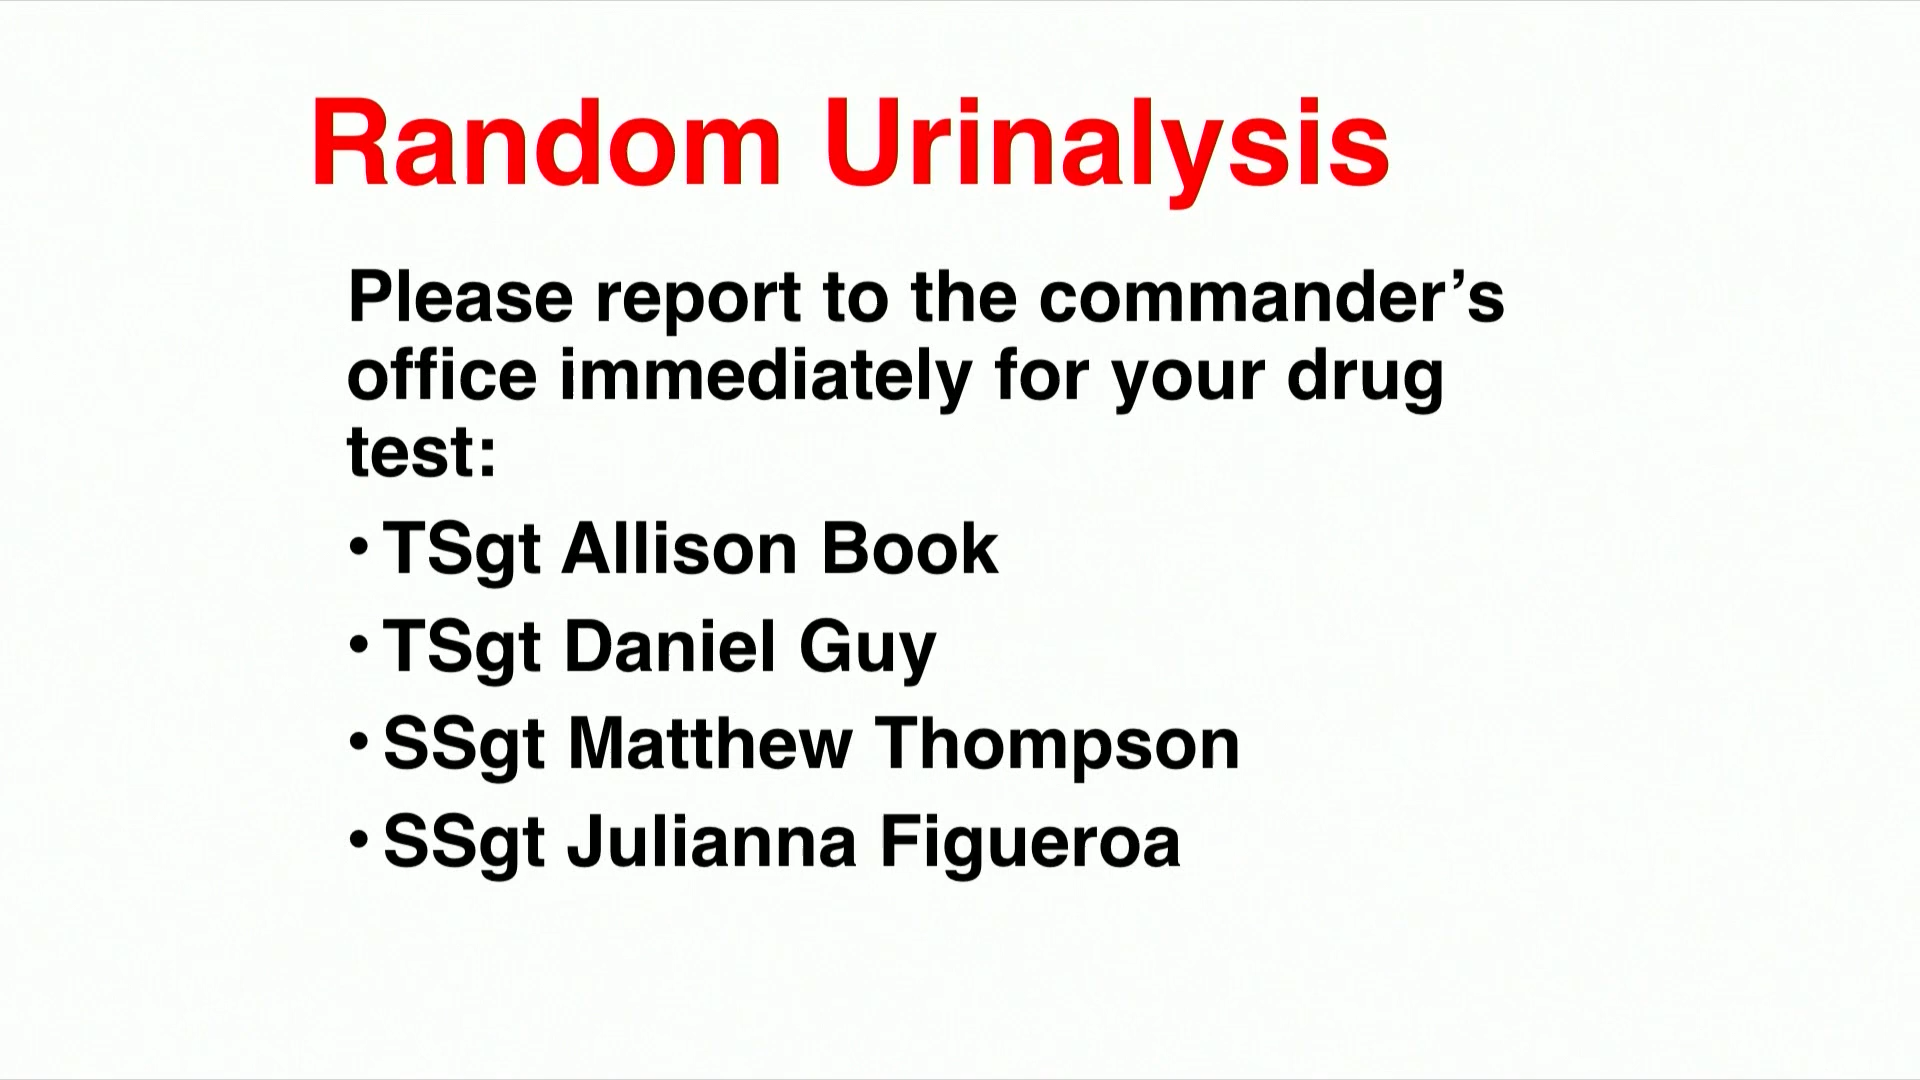 Random Urinalysis
Please report to the commander’s
office immediately for your drug
test:
• TSgt Allison Book
• TSgt Daniel Guy
• SSgt Matthew Thompson
• SSgt Julianna Figueroa